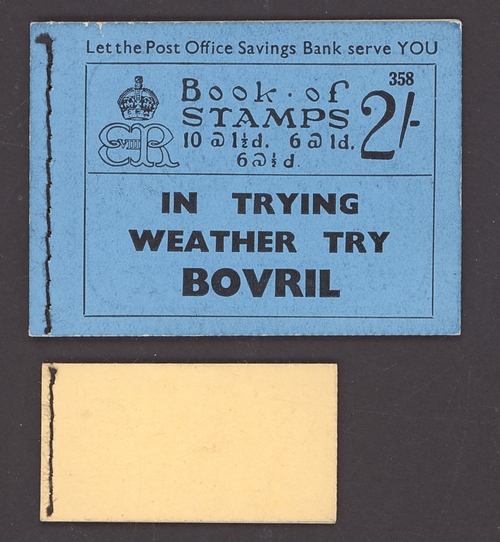 Let the Post Office Savings Bank serve YOU
358
Book · of
STAMPS
2/-
EVIIIR
10 @ 1½d. 6 @ 1d.
6 @ ½d.
IN TRYING
WEATHER TRY
BOVRIL